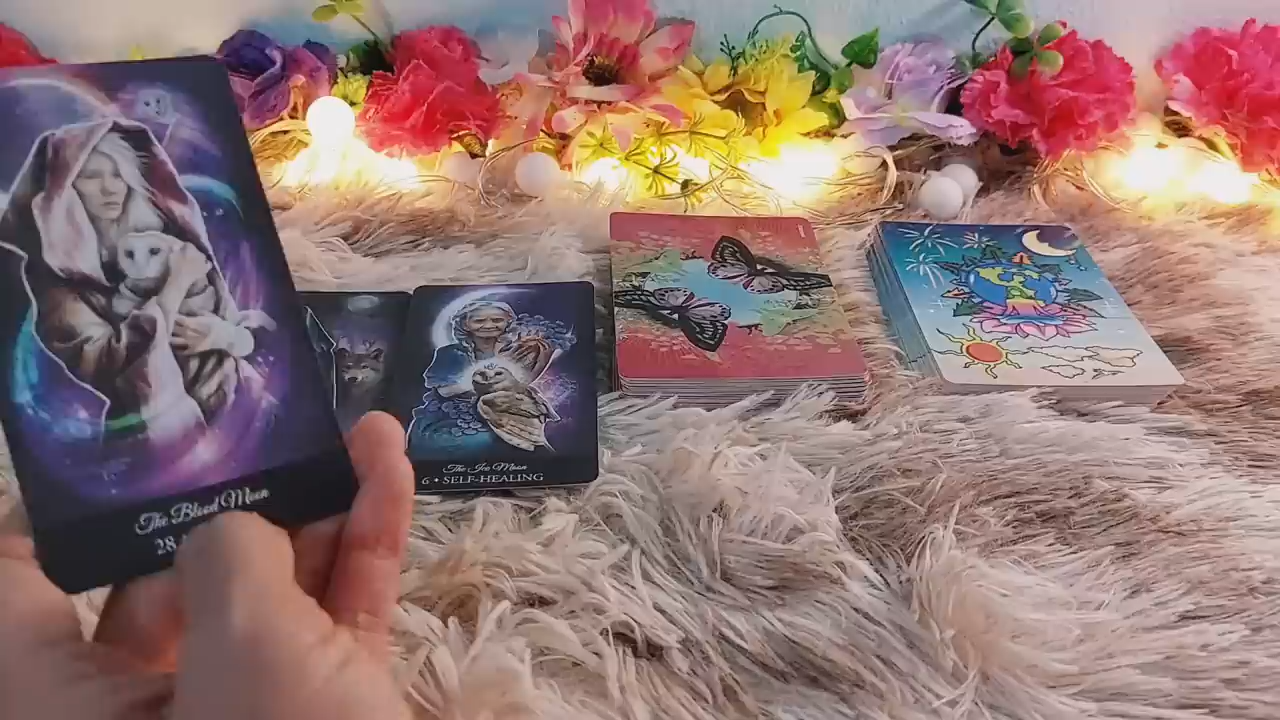 The Blood Moon
28
The Ice Moon
6 • SELF-HEALING